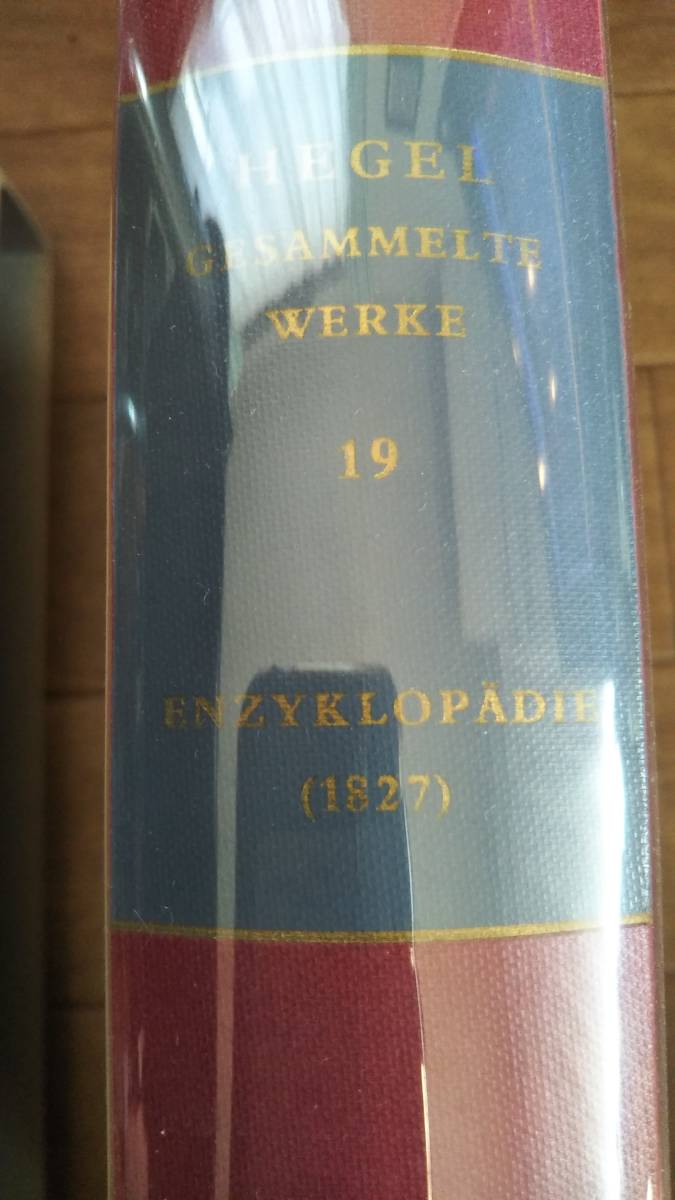 HEGEL
GESAMMELTE
WERKE
19
ENZYKLOPÄDIE
(1827)